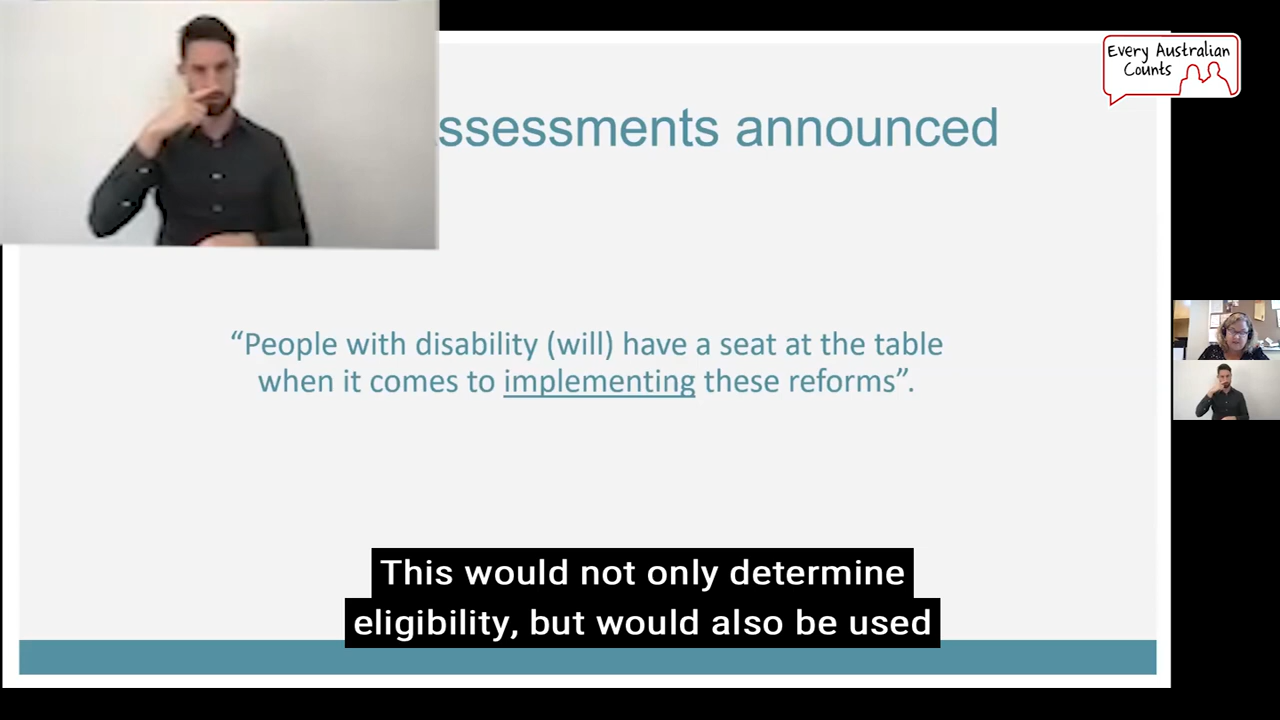 Every Australian
Counts
ssessments announced
“People with disability (will) have a seat at the table
when it comes to implementing these reforms”.
This would not only determine
eligibility, but would also be used